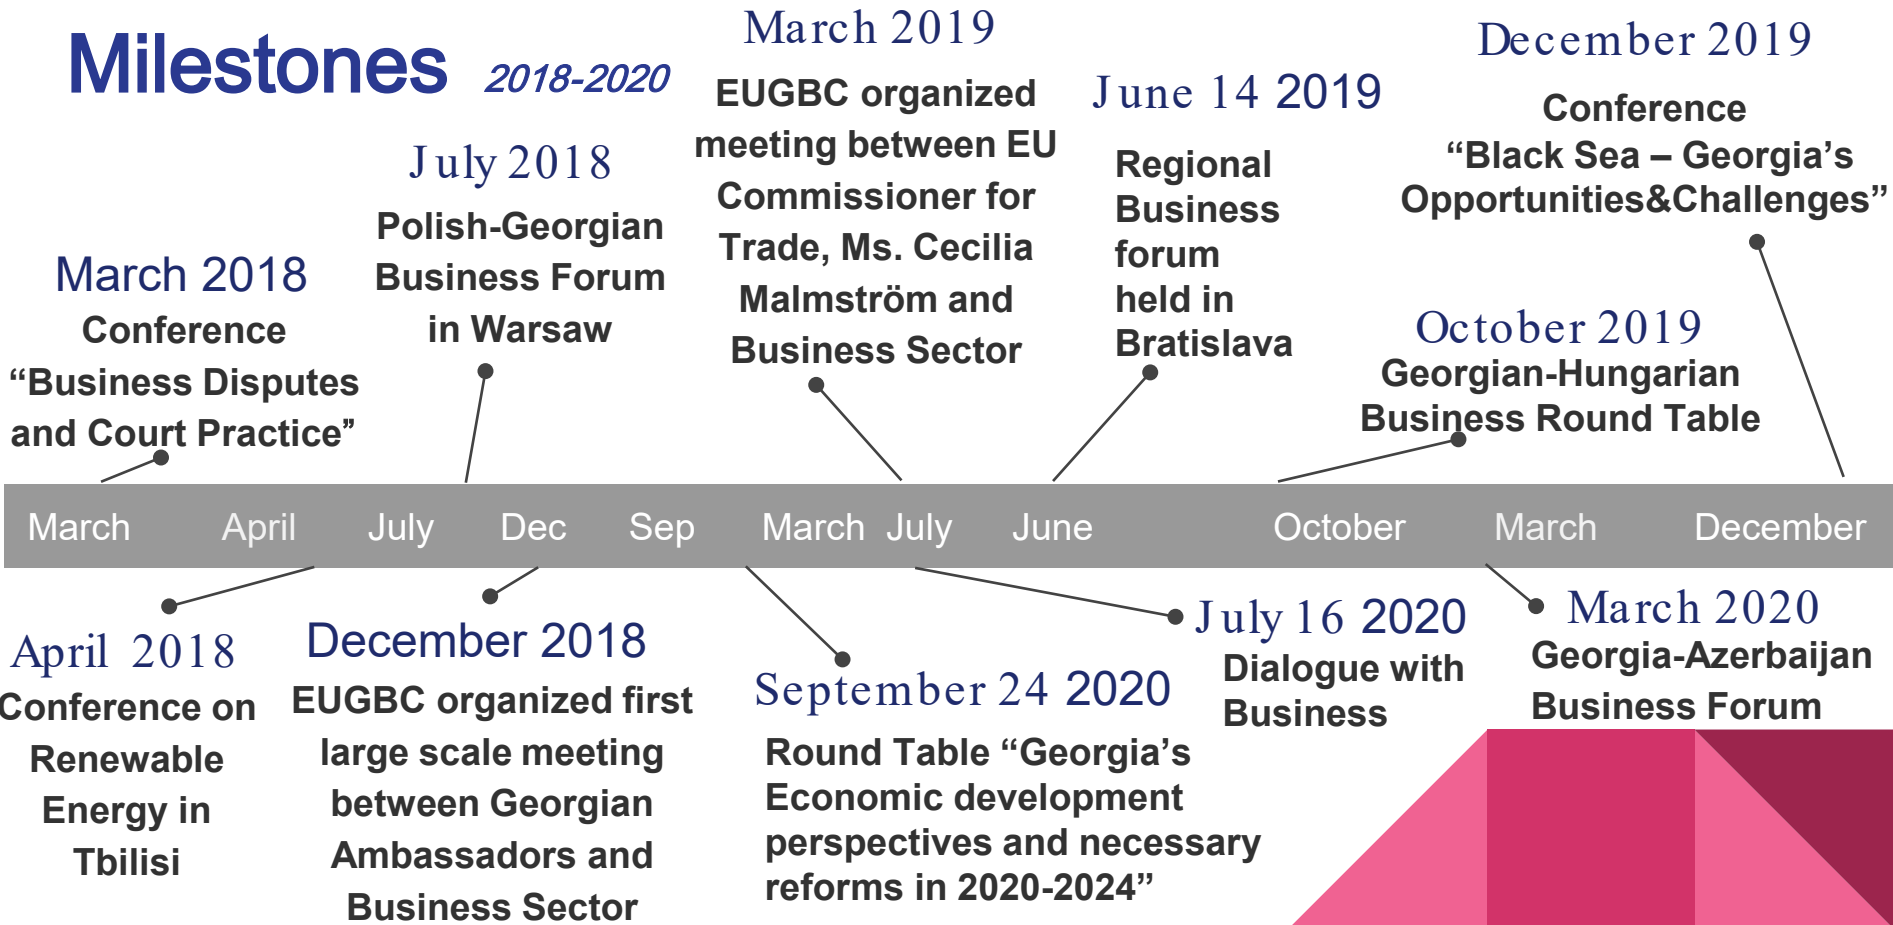 Milestones 2018-2020
March 2018
Conference
“Business Disputes
and Court Practice”
July 2018
Polish-Georgian
Business Forum
in Warsaw
March 2019
EUGBC organized
meeting between EU
Commissioner for
Trade, Ms. Cecilia
Malmström and
Business Sector
June 14 2019
Regional
Business
forum
held in
Bratislava
October 2019
Georgian-Hungarian
Business Round Table
December 2019
Conference
“Black Sea – Georgia’s
Opportunities&Challenges”
March April July Dec Sep March July June October March December
April 2018
Conference on
Renewable
Energy in
Tbilisi
December 2018
EUGBC organized first
large scale meeting
between Georgian
Ambassadors and
Business Sector
September 24 2020
Round Table “Georgia’s
Economic development
perspectives and necessary
reforms in 2020-2024”
July 16 2020
Dialogue with
Business
March 2020
Georgia-Azerbaijan
Business Forum